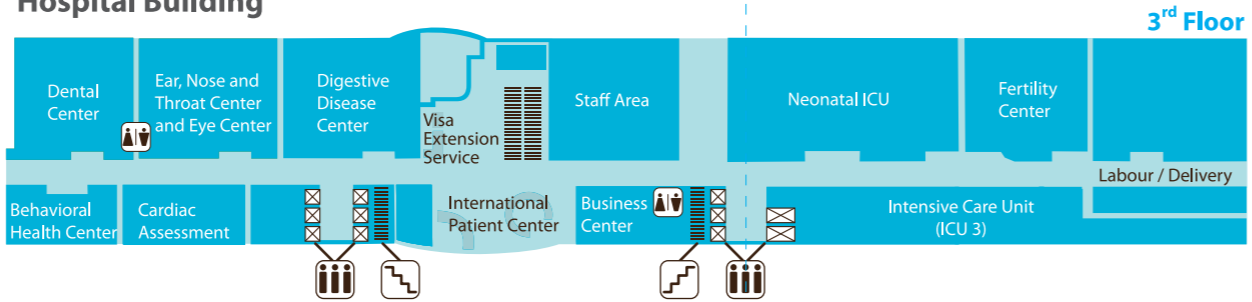 Hospital Building
3rd Floor
Dental
Center
Ear, Nose and
Throat Center
and Eye Center
Digestive
Disease
Center
Visa
Extension
Service
Staff Area
Neonatal ICU
Fertility
Center
Labour / Delivery
Behavioral
Health Center
Cardiac
Assessment
International
Patient Center
Business
Center
Intensive Care Unit
(ICU 3)